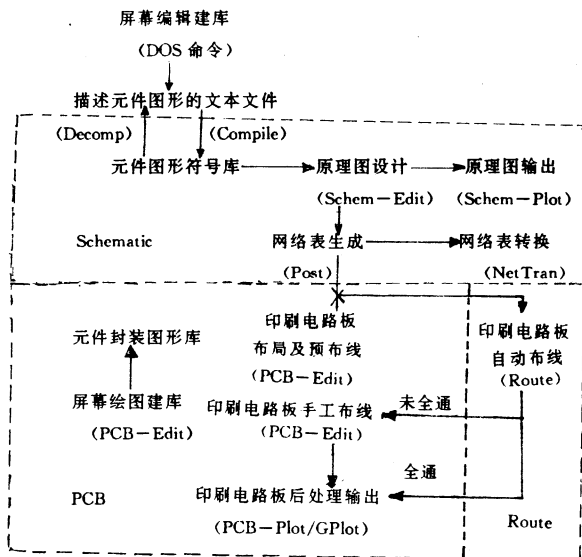 屏幕编辑建库
(DOS 命令)
描述元件图形的文本文件
(Decomp) (Compile)
元件图形符号库 原理图设计 原理图输出
(Schem-Edit) (Schem-Plot)
Schematic 网络表生成 网络表转换
(Post) (NetTran)
元件封装图形库 印刷电路板 印刷电路板
布局及预布线 自动布线
(PCB-Edit) (Route)
屏幕绘图建库 印刷电路板手工布线 未全通
(PCB-Edit) (PCB-Edit)
全通
PCB 印刷电路板后处理输出
(PCB-Plot/GPlot) Route